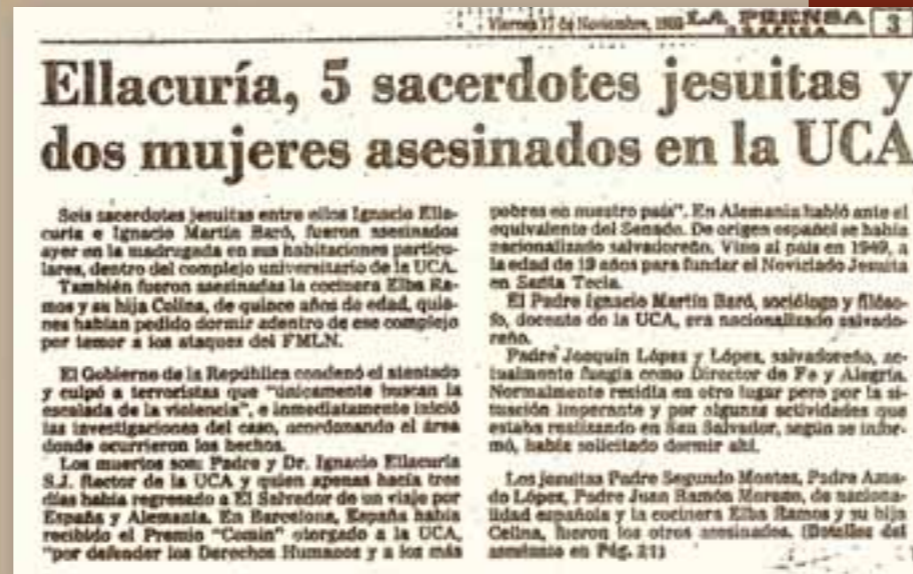 Viernes 17 de Noviembre, 1989 LA PRENSA 3
GRAFICA
Ellacuría, 5 sacerdotes jesuitas y
dos mujeres asesinados en la UCA
Seis sacerdotes jesuitas entre ellos Ignacio Ella-
curía e Ignacio Martín Baró, fueron asesinados
ayer en la madrugada en sus habitaciones particu-
lares, dentro del complejo universitario de la UCA.
También fueron asesinadas la cocinera Elba Ra-
mos y su hija Celina, de quince años de edad, quie-
nes habían pedido dormir adentro de ese complejo
por temor a los ataques del FMLN.
El Gobierno de la República condenó el atentado
y culpó a terroristas que "únicamente buscan la
escalada de la violencia", e inmediatamente inició
las investigaciones del caso, acordonando el área
donde ocurrieron los hechos.
Los muertos son: Padre y Dr. Ignacio Ellacuría
S.J. Rector de la UCA y quien apenas hacía tres
días había regresado a El Salvador de un viaje por
España y Alemania. En Barcelona, España había
recibido el Premio "Comín" otorgado a la UCA,
"por defender los Derechos Humanos y a los más
pobres en nuestro país". En Alemania habló ante el
equivalente del Senado. De origen español se había
nacionalizado salvadoreño. Vino al país en 1949, a
la edad de 19 años para fundar el Noviciado Jesuita
en Santa Tecla.
El Padre Ignacio Martín Baró, sociólogo y filóso-
fo, docente de la UCA, era nacionalizado salvado-
reño.
Padre Joaquín López y López, salvadoreño, ac-
tualmente fungía como Director de Fe y Alegría.
Normalmente residía en otro lugar pero por la si-
tuación imperante y por algunas actividades que
estaba realizando en San Salvador, según se infor-
mó, había solicitado dormir ahí.
Los jesuitas Padre Segundo Montes, Padre Ama-
do López, Padre Juan Ramón Moreno, de naciona-
lidad española y la cocinera Elba Ramos y su hija
Celina, fueron los otros asesinados. (Detalles del
asesinato en Pág. 21)